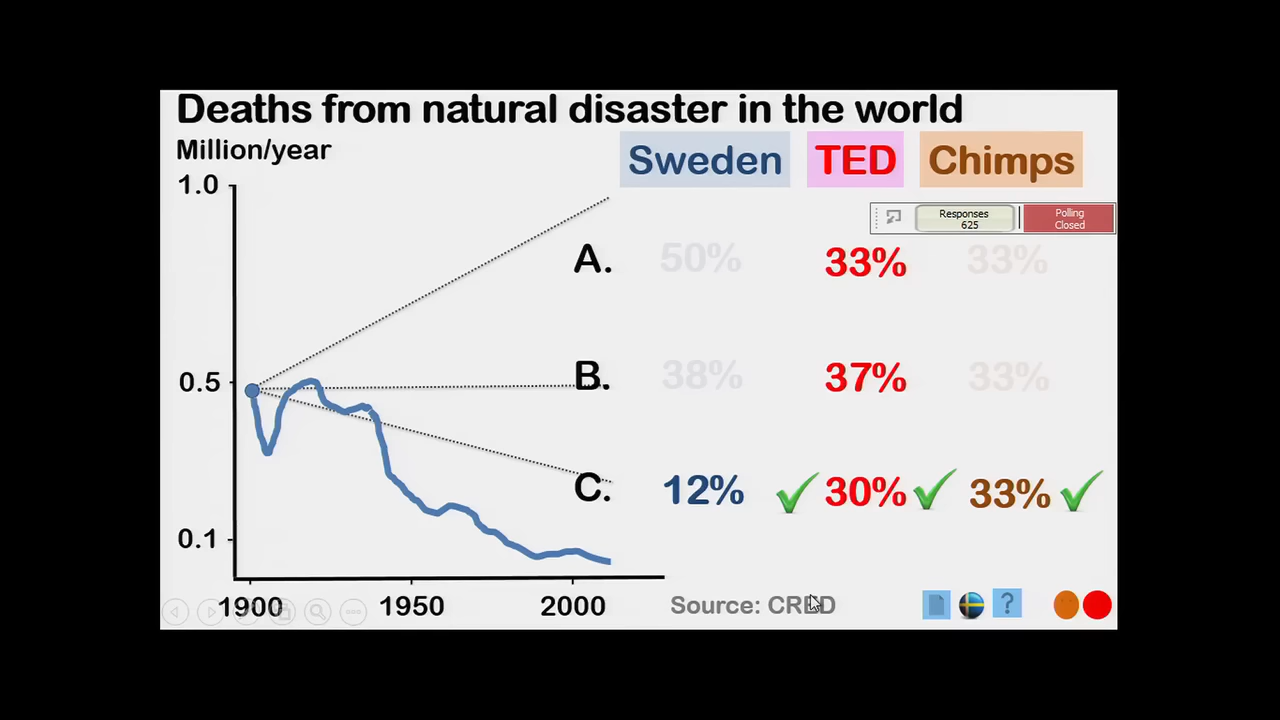 Deaths from natural disaster in the world
Million/year
Sweden TED Chimps
1.0
Responses
625
Polling
Closed
A. 50% 33% 33%
0.5
B. 38% 37% 33%
C. 12% 30% 33%
0.1
1900 1950 2000
Source: CRED
?